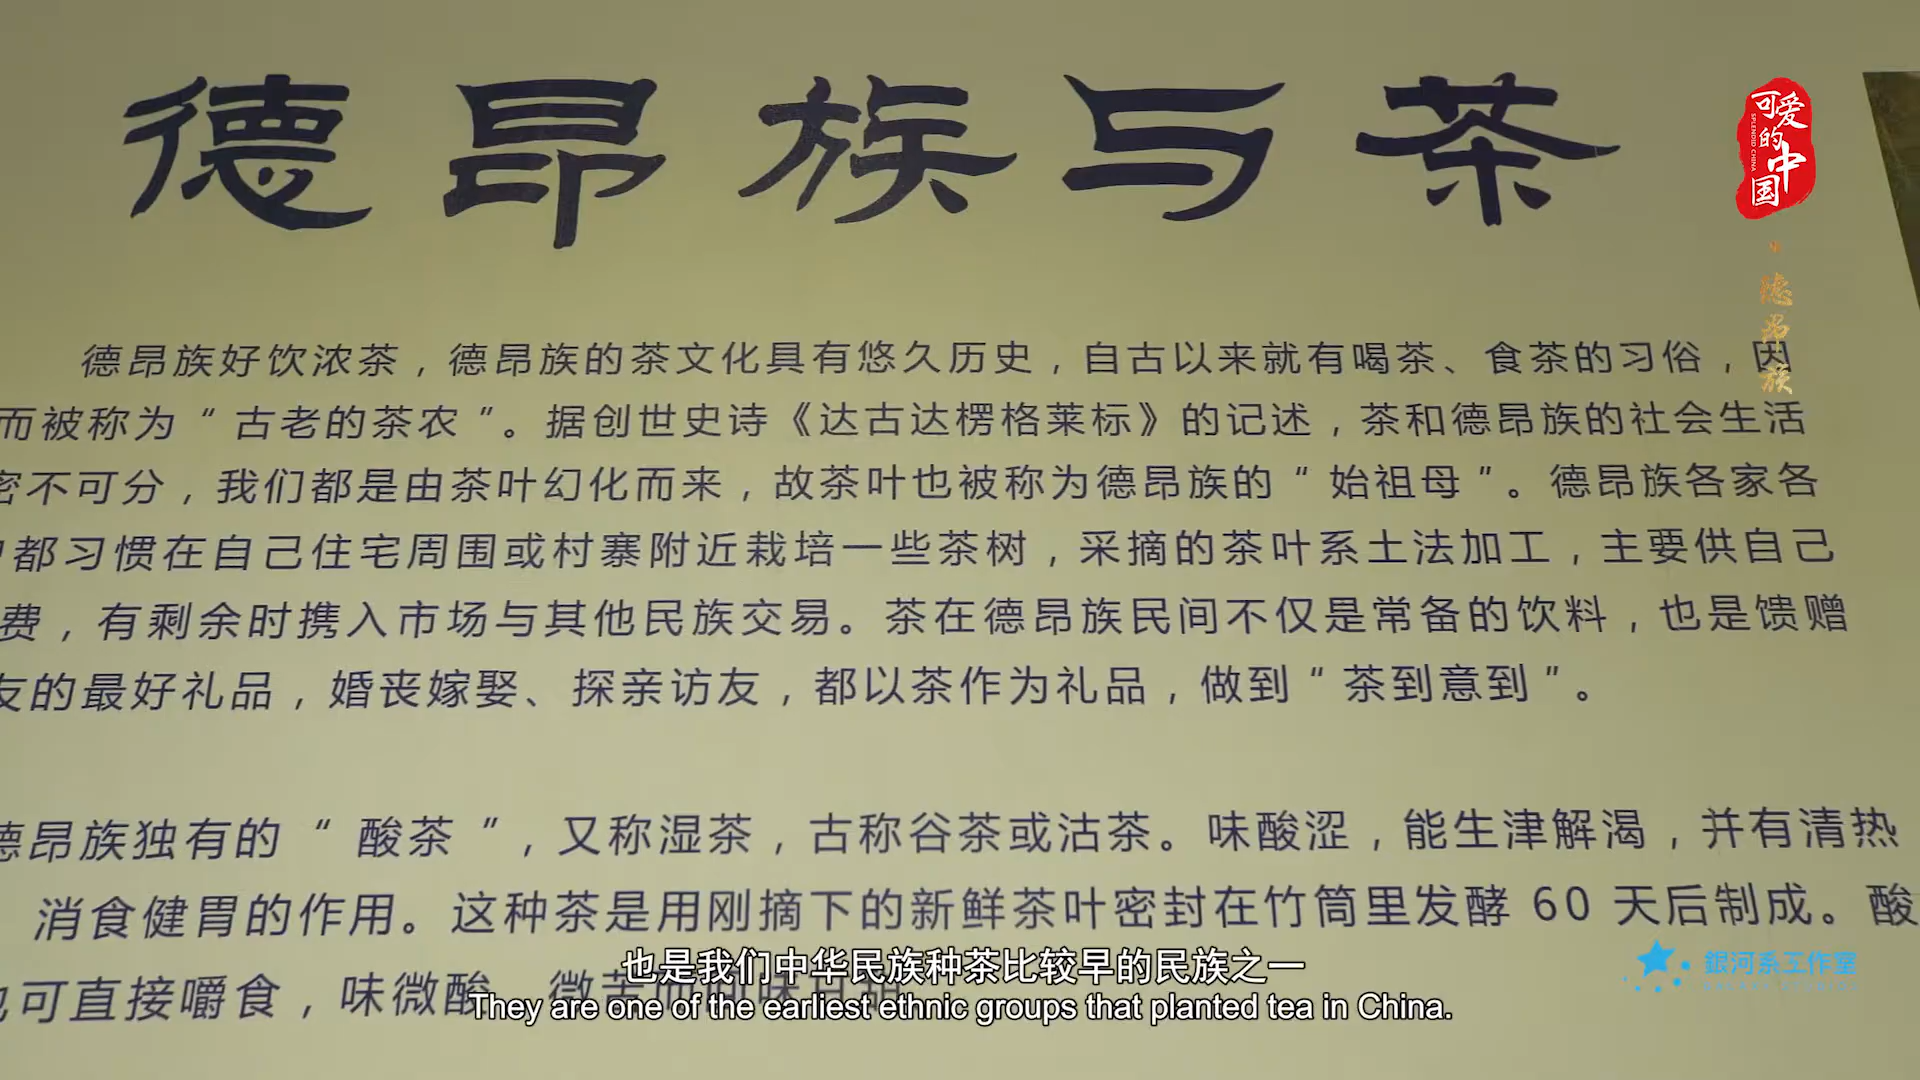 德昂族与茶
可爱的中国
SPLENDID CHINA
德昂族
德昂族好饮浓茶，德昂族的茶文化具有悠久历史，自古以来就有喝茶、食茶的习俗，因
而被称为“古老的茶农”。据创世史诗《达古达楞格莱标》的记述，茶和德昂族的社会生活
密不可分，我们都是由茶叶幻化而来，故茶叶也被称为德昂族的“始祖母”。德昂族各家各
都习惯在自己住宅周围或村寨附近栽培一些茶树，采摘的茶叶系土法加工，主要供自己
费，有剩余时携入市场与其他民族交易。茶在德昂族民间不仅是常备的饮料，也是馈赠
友的最好礼品，婚丧嫁娶、探亲访友，都以茶作为礼品，做到“茶到意到”。
德昂族独有的“酸茶”，又称湿茶，古称谷茶或沽茶。味酸涩，能生津解渴，并有清热
消食健胃的作用。这种茶是用刚摘下的新鲜茶叶密封在竹筒里发酵 60 天后制成。酸
也可直接嚼食，味微酸
也是我们中华民族种茶比较早的民族之一
They are one of the earliest ethnic groups that planted tea in China.
銀河系工作室